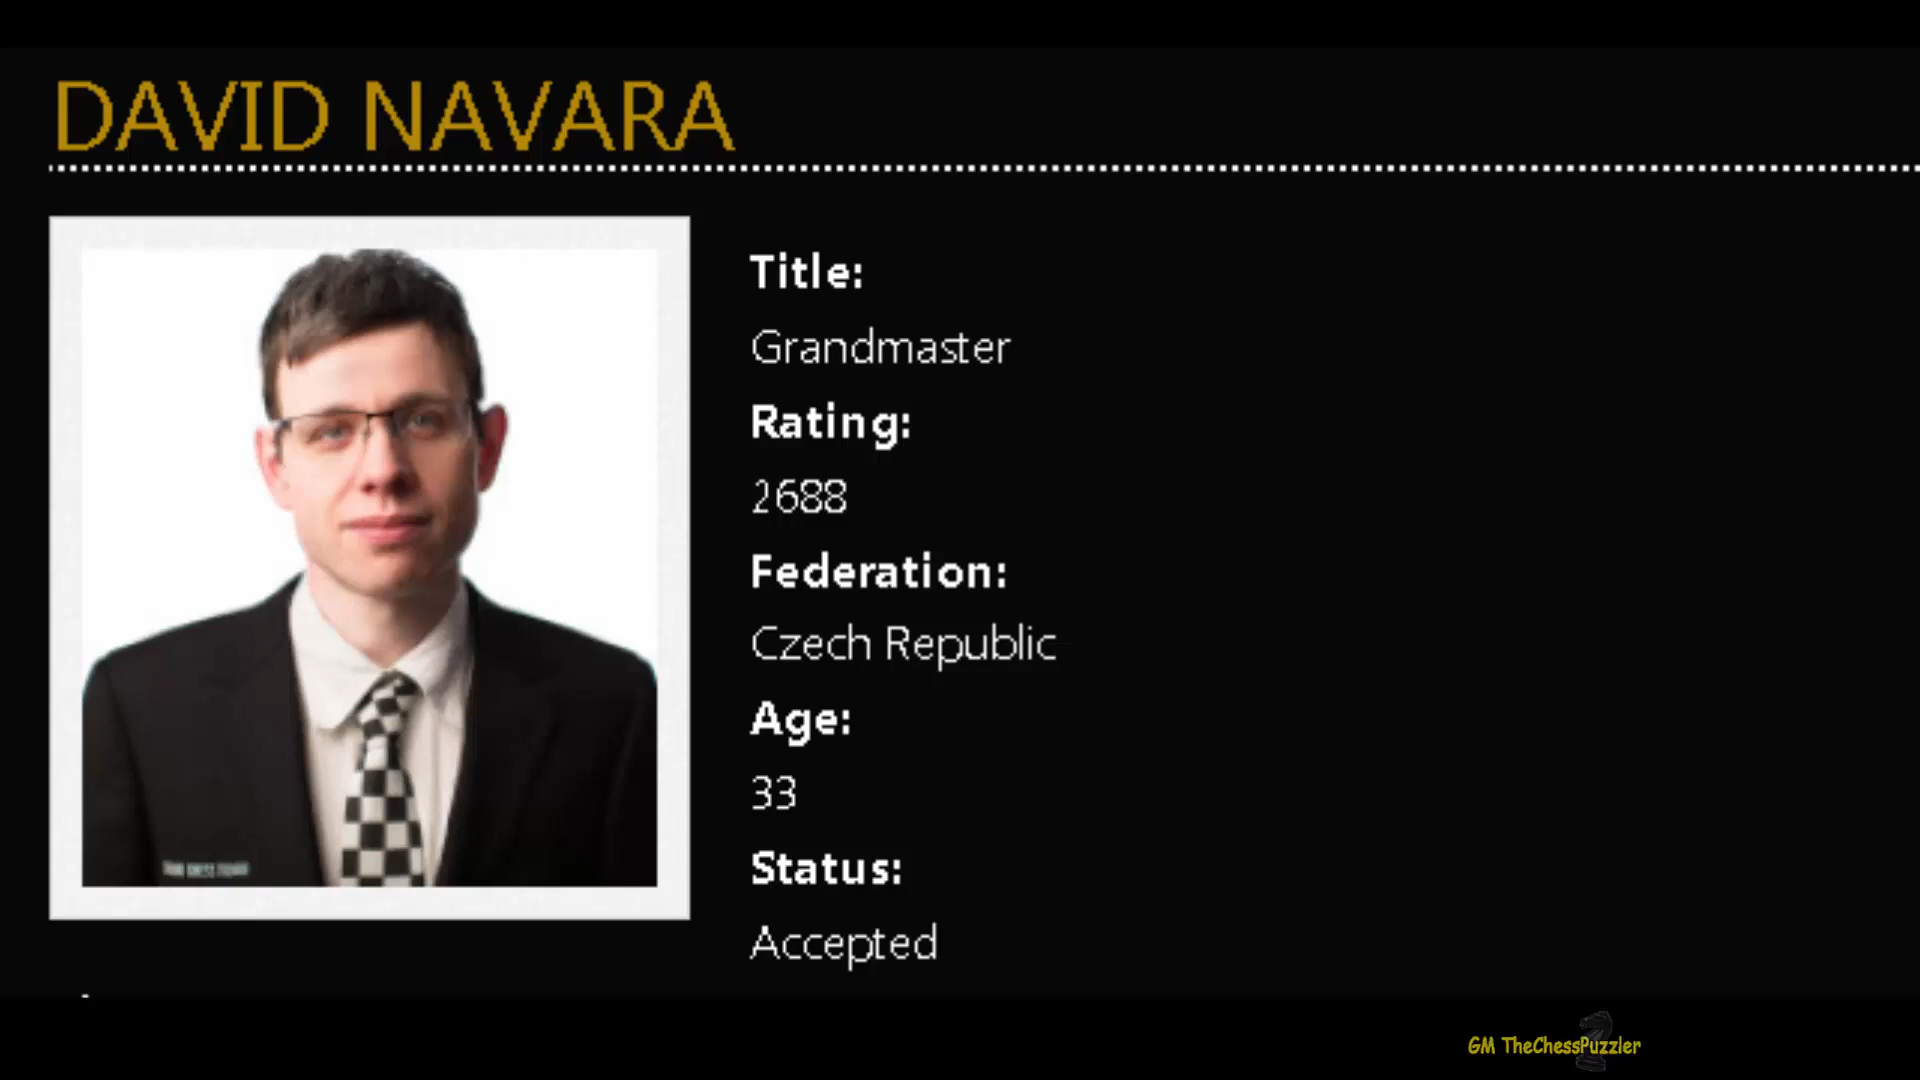 DAVID NAVARA
Title:
Grandmaster
Rating:
2688
Federation:
Czech Republic
Age:
33
Status:
Accepted
GM TheChessPuzzler